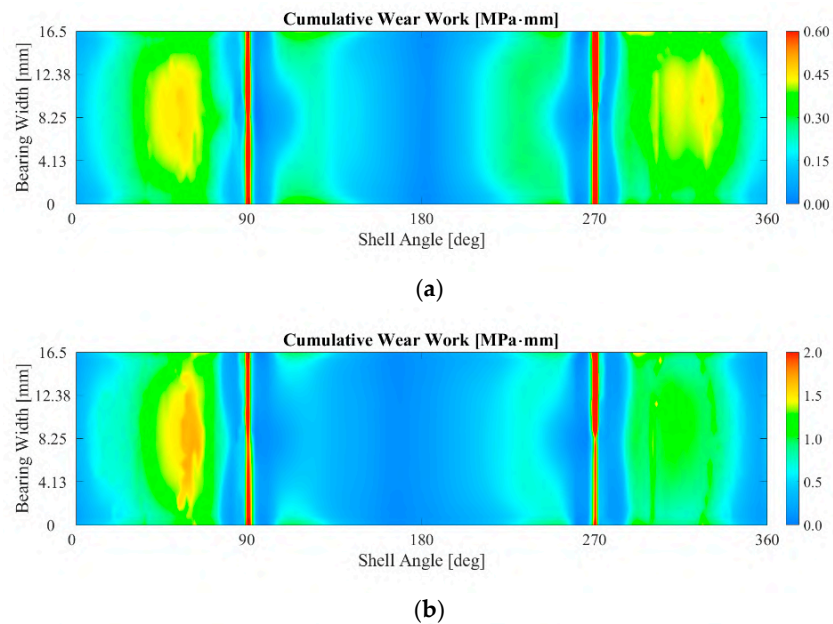 Cumulative Wear Work [MPa·mm]
Bearing Width [mm]
16.5
12.38
8.25
4.13
0
0 90 180 270 360
Shell Angle [deg]
0.60
0.45
0.30
0.15
0.00
(a)
Cumulative Wear Work [MPa·mm]
Bearing Width [mm]
16.5
12.38
8.25
4.13
0
0 90 180 270 360
Shell Angle [deg]
2.0
1.5
1.0
0.5
0.0
(b)